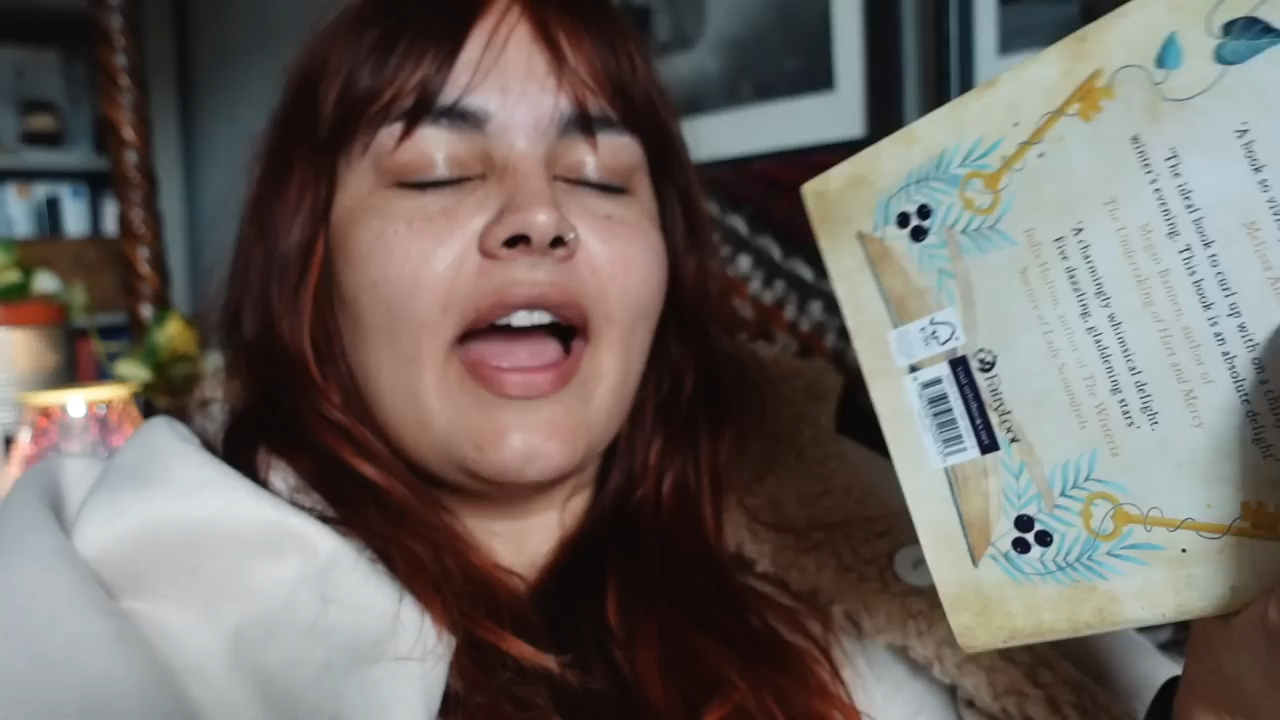 'A book to
Melissa
'The ideal book to curl up with on a chilly
winter's evening. This book is an absolute delight'
Megan Bannen, author of
The Undertaking of Hart and Mercy
'A charmingly whimsical delight.
Five dazzling, gladdening stars'
India Holton, author of The Wisteria
Society of Lady Scoundrels
FairyLoot